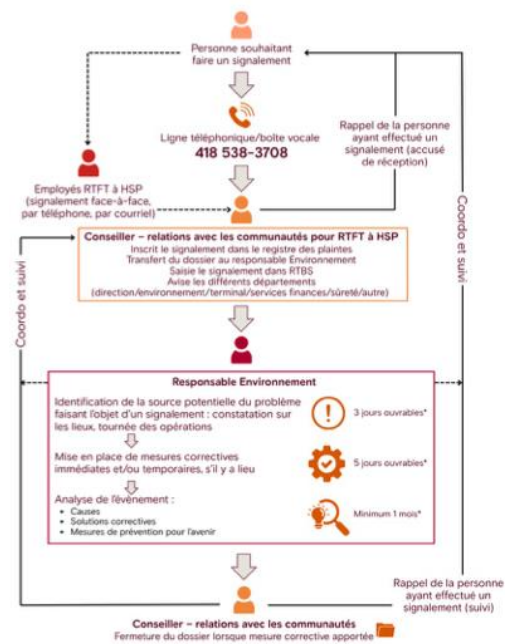 Personne souhaitant
faire un signalement
Ligne téléphonique/boîte vocale
418 538-3708
Rappel de la personne
ayant effectué un
signalement (accusé
de réception)
Employés RTFT à HSP
(signalement face-à-face,
par téléphone, par courriel)
Conseiller – relations avec les communautés pour RTFT à HSP
Inscrit le signalement dans le registre des plaintes
Transfert du dossier au responsable Environnement
Saisie le signalement dans RTBS
Avise les différents départements
(direction/environnement/terminal/services finances/sûreté/autre)
Coordo et suivi
Coordo et suivi
Responsable Environnement
Identification de la source potentielle du problème
faisant l'objet d'un signalement : constatation sur
les lieux, tournée des opérations
3 jours ouvrables*
Mise en place de mesures correctives
immédiates et/ou temporaires, s'il y a lieu
5 jours ouvrables*
Analyse de l'évènement :
• Causes
• Solutions correctives
• Mesures de prévention pour l'avenir
Minimum 1 mois*
Rappel de la personne
ayant effectué un
signalement (suivi)
Conseiller – relations avec les communautés
Fermeture du dossier lorsque mesure corrective apportée